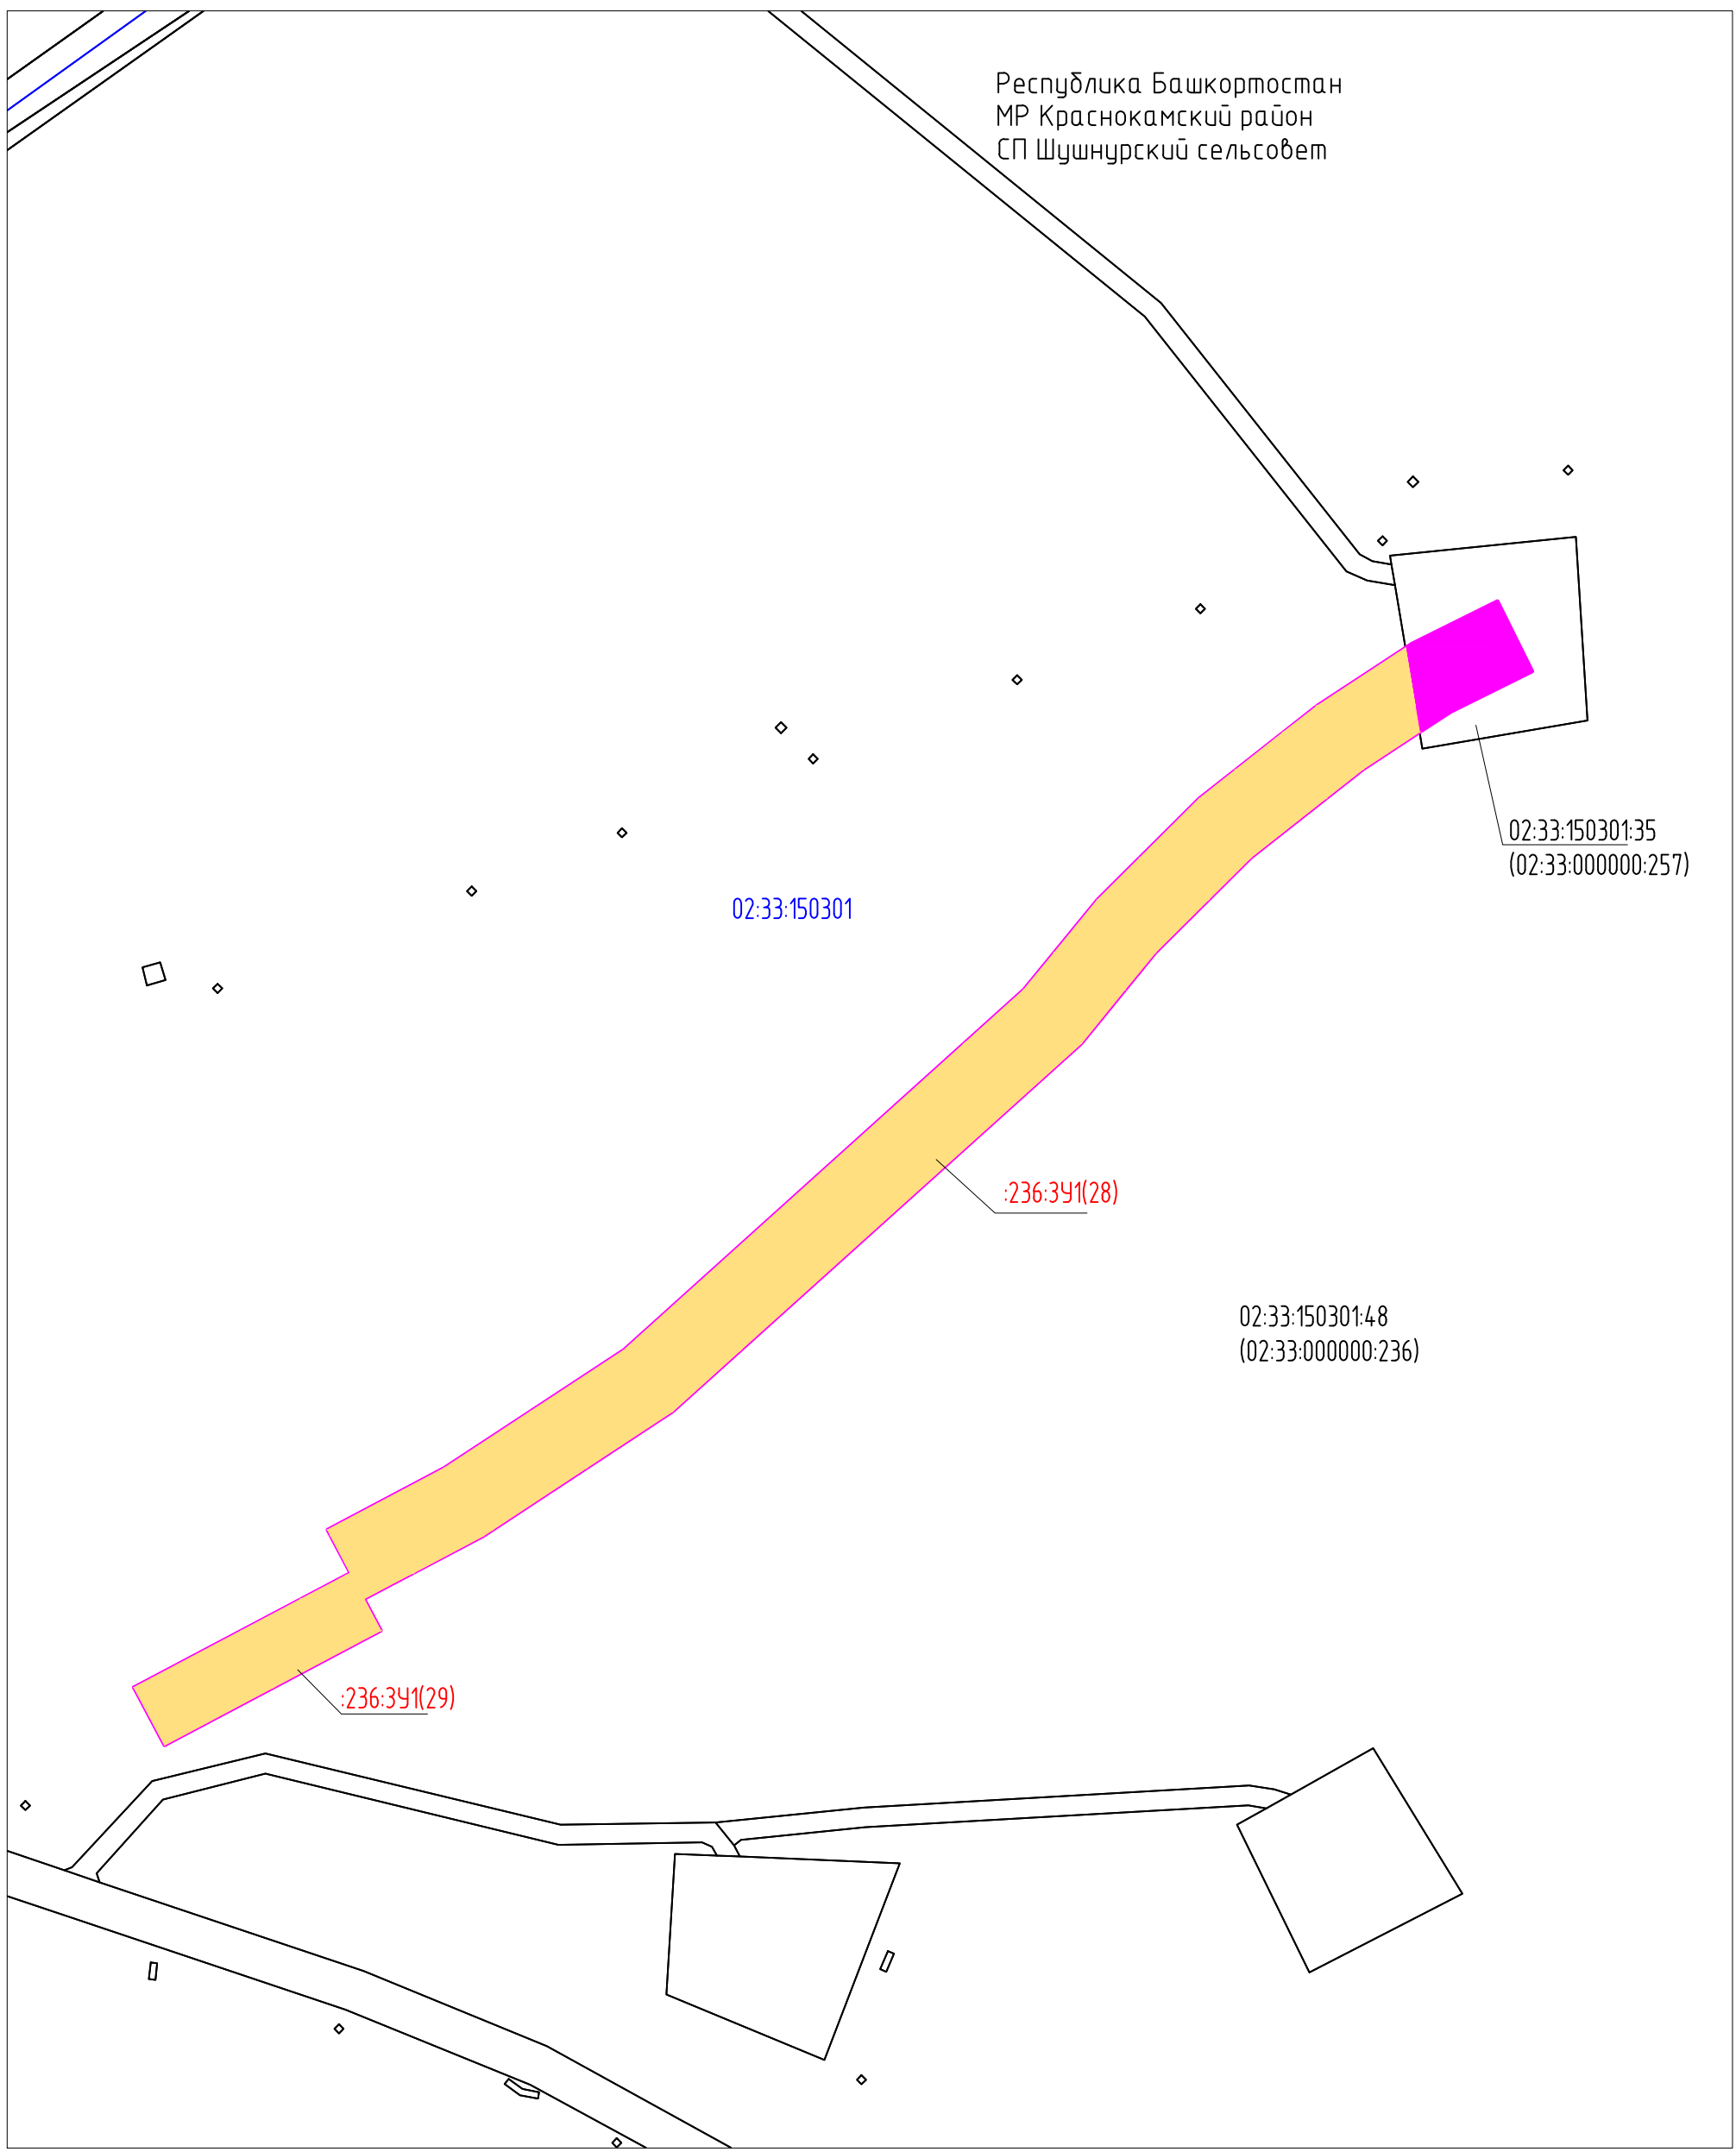 Республика Башкортостан
МР Краснокамский район
СП Шушнурский сельсовет
02:33:150301:35
(02:33:000000:257)
02:33:150301
:236:ЗУ1(28)
02:33:150301:48
(02:33:000000:236)
:236:ЗУ1(29)